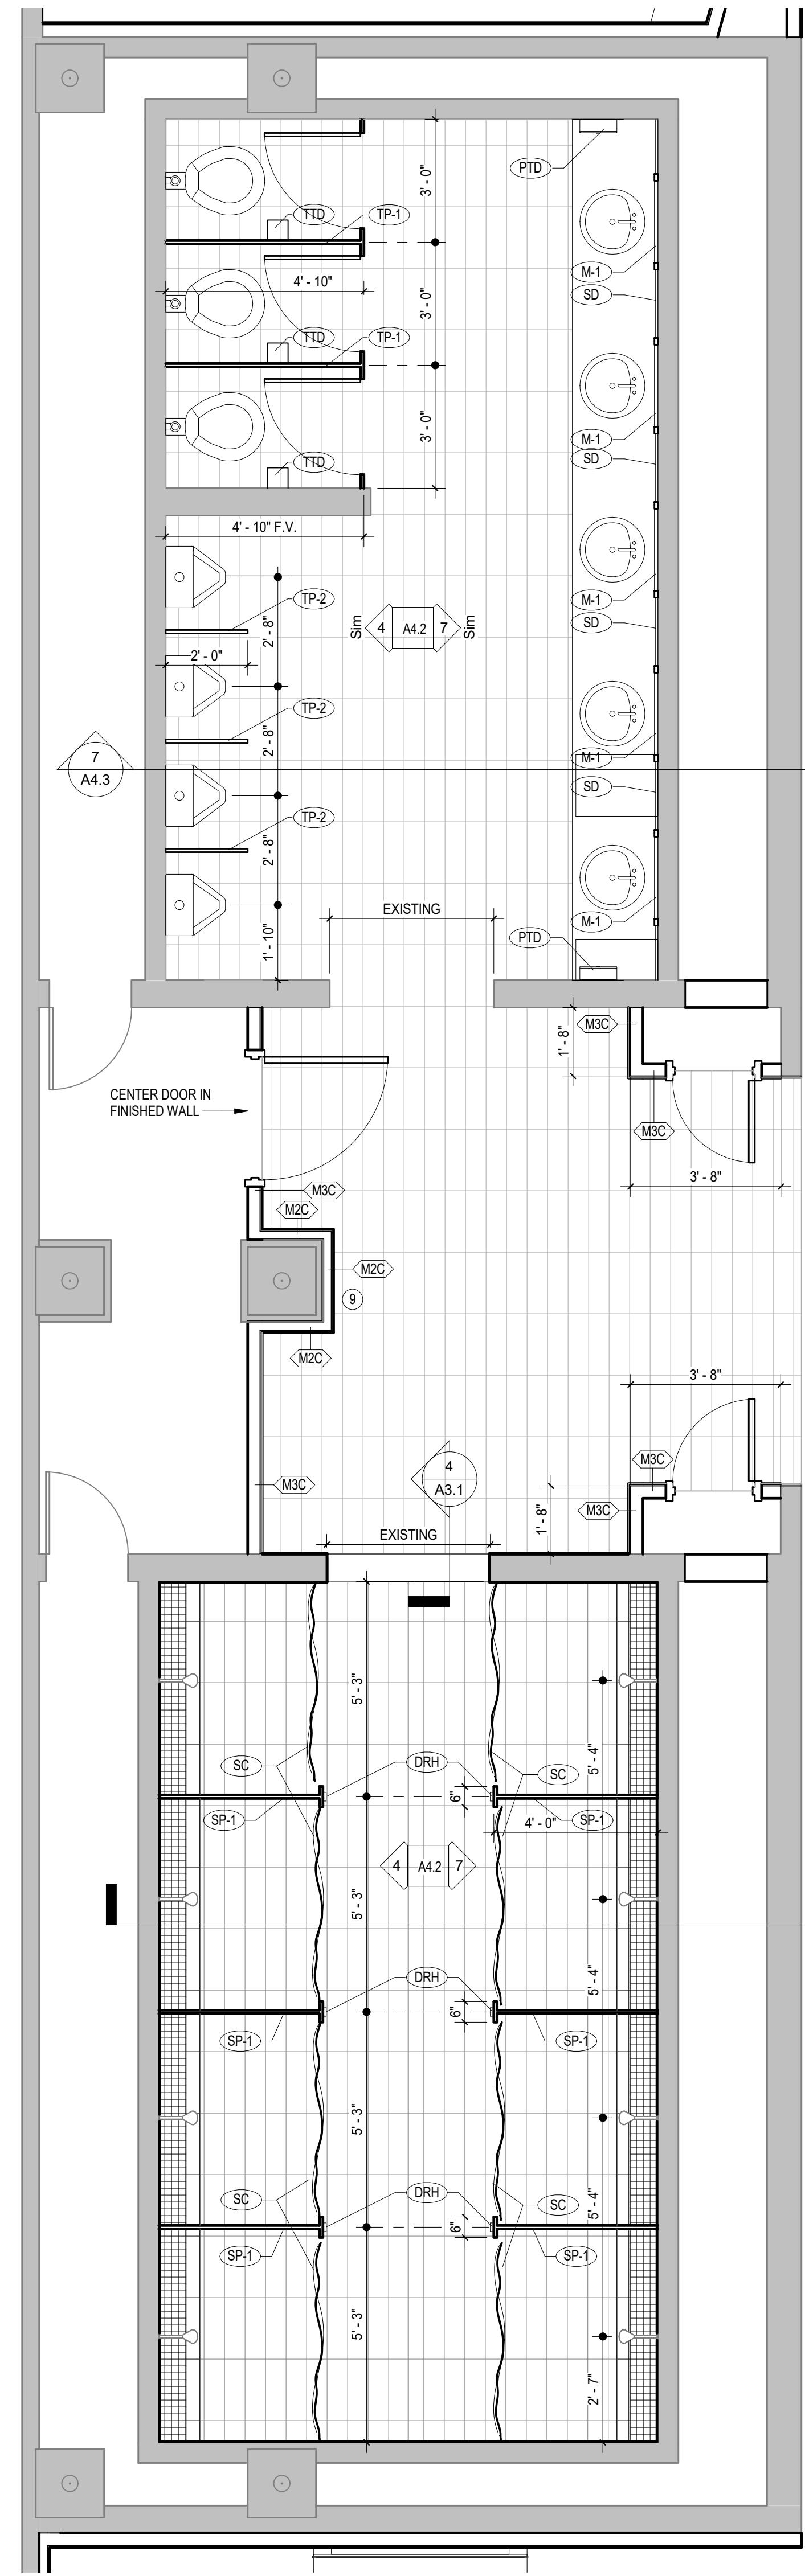 PTD
3' - 0"
TTD
TP-1
M-1
4' - 10"
SD
3' - 0"
TTD
TP-1
M-1
3' - 0"
SD
TTD
4' - 10" F.V.
TP-2
M-1
Sim
4
A4.2
7
Sim
SD
2' - 8"
2' - 0"
TP-2
2' - 8"
M-1
7
A4.3
SD
TP-2
2' - 8"
EXISTING
M-1
1' - 10"
PTD
M3C
1' - 8"
CENTER DOOR IN
FINISHED WALL
M3C
3' - 8"
M3C
M2C
M2C
9
M2C
3' - 8"
4
A3.1
M3C
M3C
M3C
1' - 8"
EXISTING
5' - 3"
SC
DRH
SC
5' - 4"
6"
SP-1
SP-1
4' - 0"
4
A4.2
7
5' - 3"
DRH
5' - 4"
6"
SP-1
SP-1
5' - 3"
SC
DRH
SC
5' - 4"
6"
SP-1
SP-1
5' - 3"
2' - 7"